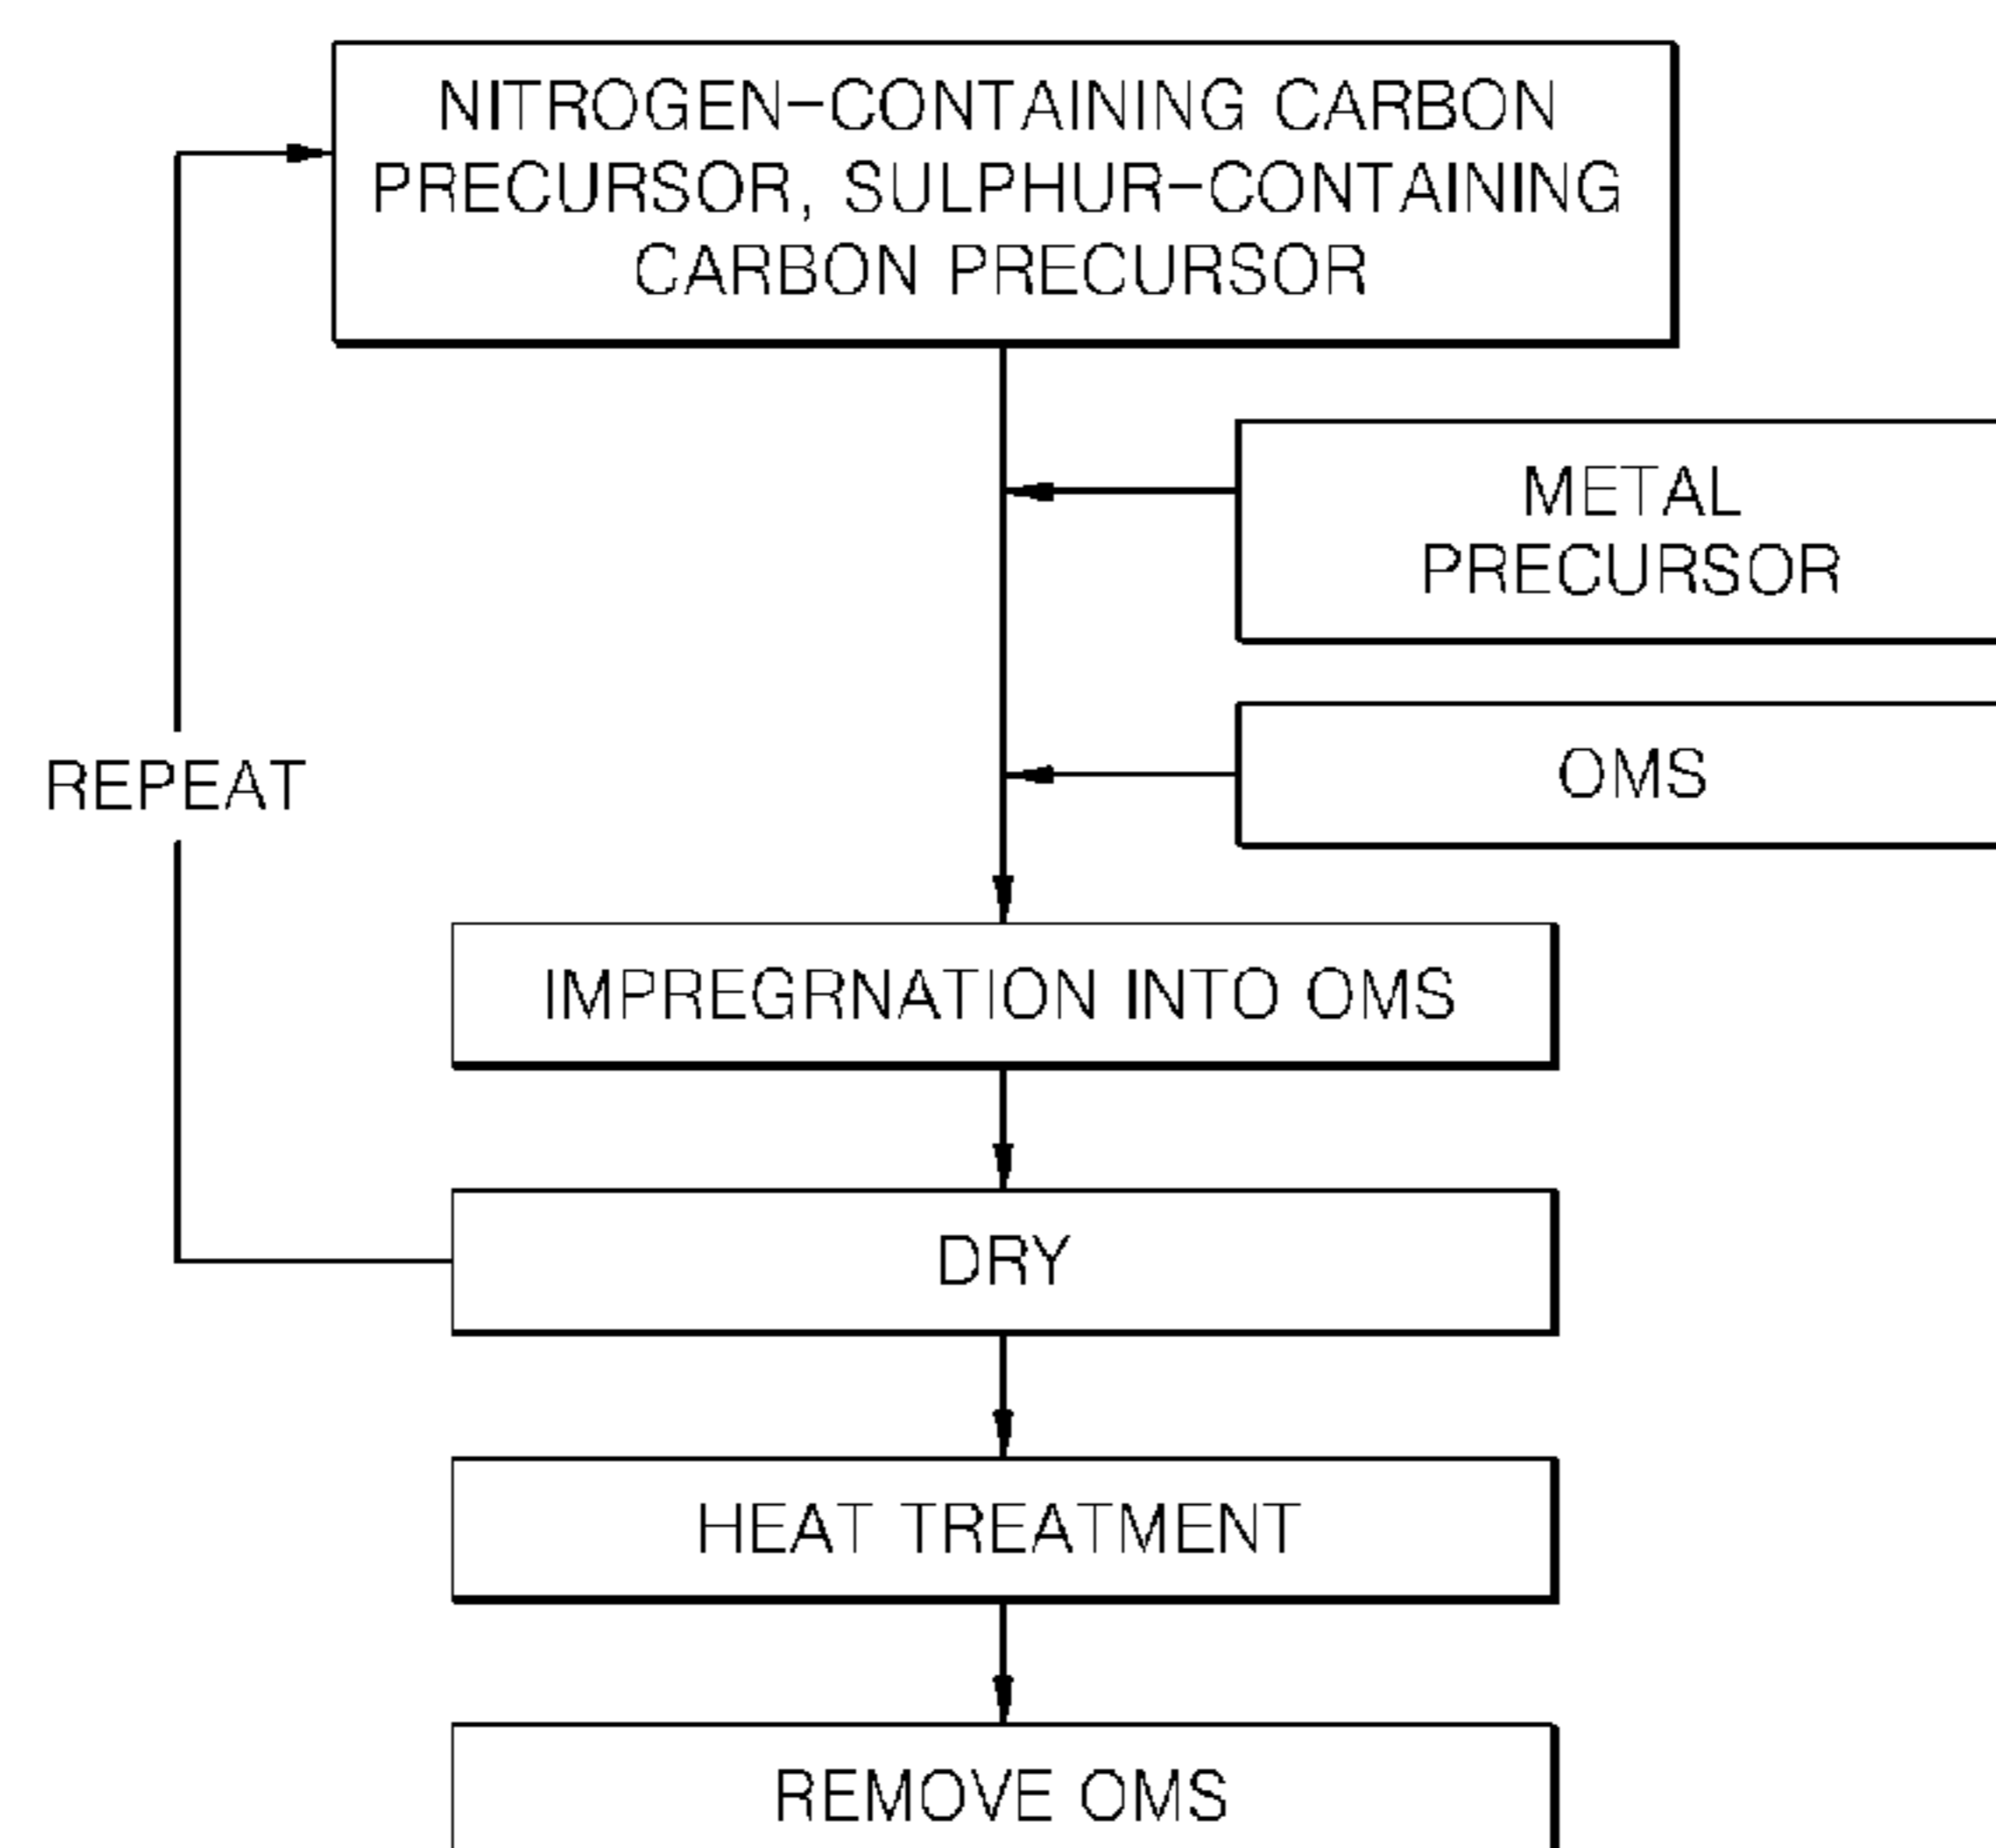 NITROGEN-CONTAINING CARBON
PRECURSOR, SULPHUR-CONTAINING
CARBON PRECURSOR
METAL
PRECURSOR
REPEAT
OMS
IMPREGRNATION INTO OMS
DRY
HEAT TREATMENT
REMOVE OMS